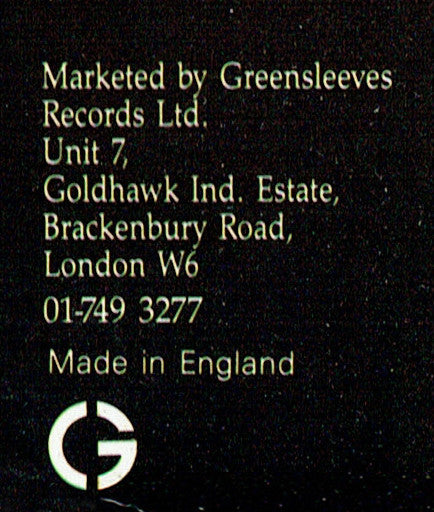 Marketed by Greensleeves
Records Ltd.
Unit 7,
Goldhawk Ind. Estate,
Brackenbury Road,
London W6
01-749 3277
Made in England
G